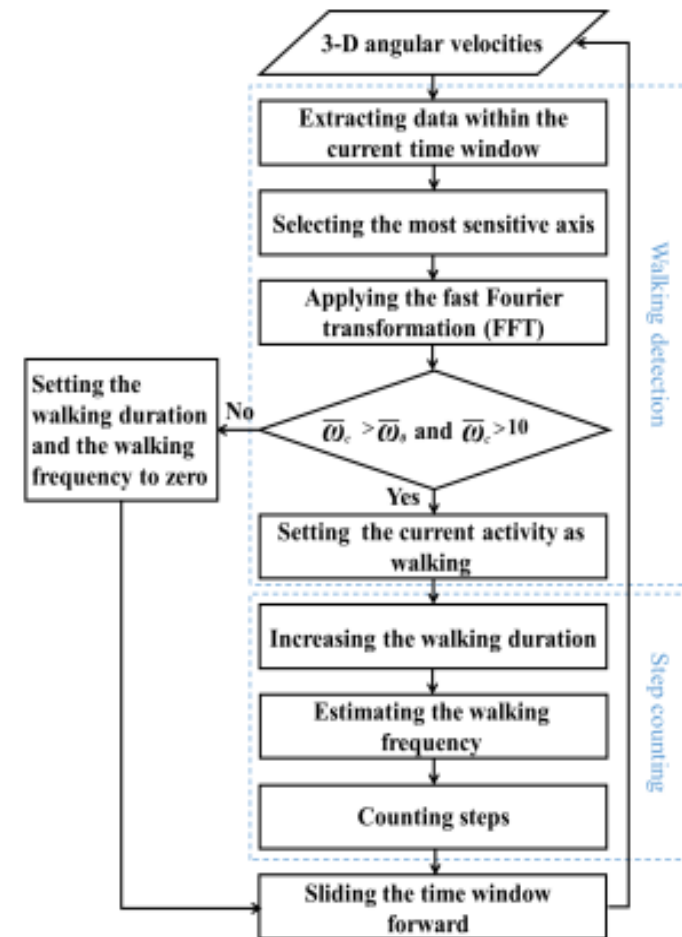 3-D angular velocities
Extracting data within the
current time window
Selecting the most sensitive axis
Applying the fast Fourier
transformation (FFT)
Setting the
walking duration
and the walking
frequency to zero
No
ω̅c >ω̅0 and ω̅c>10
Yes
Setting the current activity as
walking
Walking detection
Increasing the walking duration
Estimating the walking
frequency
Counting steps
Step counting
Sliding the time window
forward